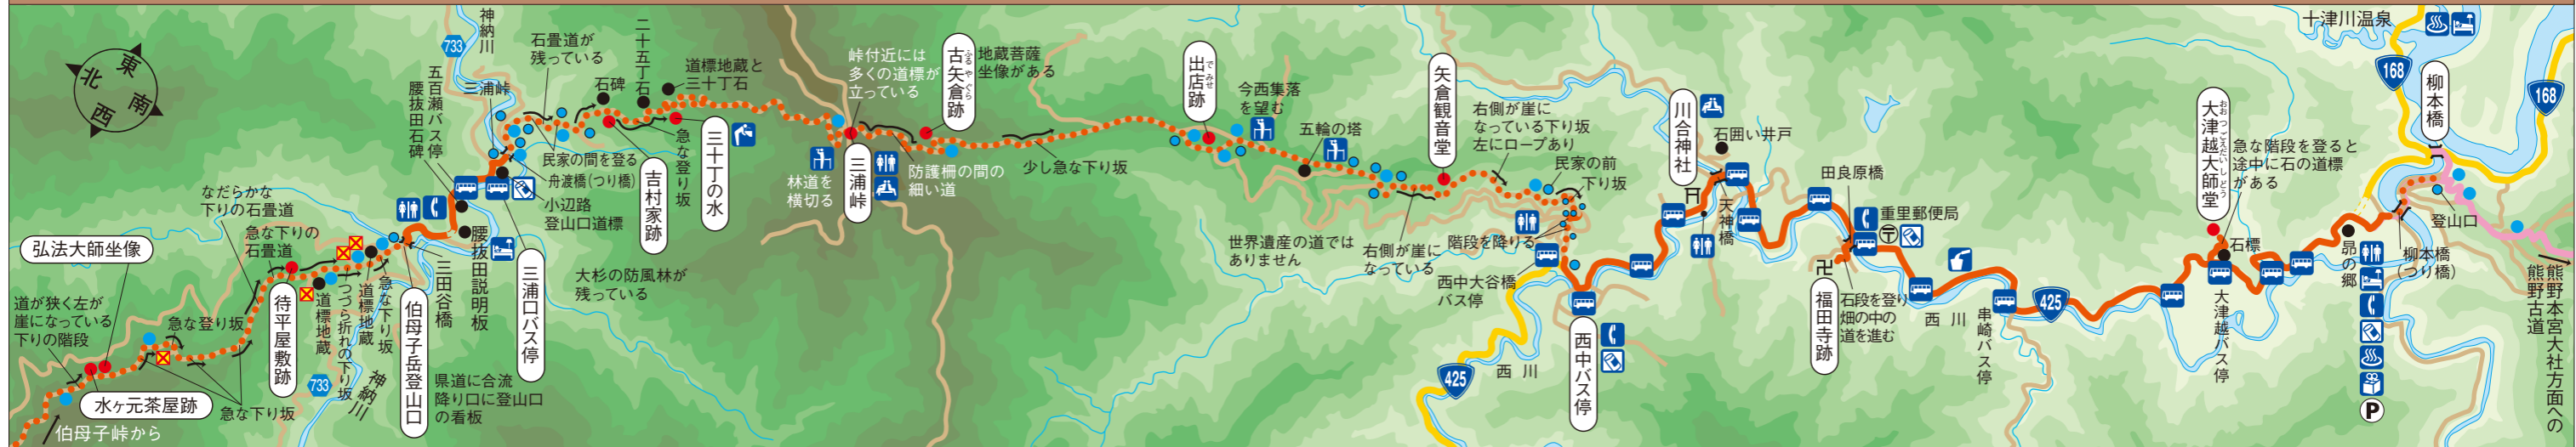 東
北
南
西
弘法大師坐像
道が狭く左が
崖になっている
下りの階段
水ヶ元茶屋跡
伯母子峠から
急な登り坂
急な下り坂
なだらかな
下りの石畳道
急な下りの
石畳道
待平屋敷跡
道標地蔵
つづら折れの下り坂
道標地蔵
急な下り坂
733
神納川
伯母子岳登山口
県道に合流
降り口に登山口
の看板
三田谷橋
腰抜田説明板
五百瀬バス停
腰抜田石碑
733
神納川
三浦峠
三浦口バス停
小辺路
登山口道標
舟渡橋(つり橋)
民家の間を登る
石畳道が
残っている
大杉の防風林が
残っている
石碑
吉村家跡
二十五丁石
道標地蔵と
三十丁石
急な登り坂
三十丁の水
林道を
横切る
三浦峠
峠付近には
多くの道標が
立っている
古矢倉跡
ふるやぐら
地蔵菩薩
坐像がある
防護柵の間の
細い道
少し急な下り坂
出店跡
でみせ
今西集落
を望む
五輪の塔
矢倉観音堂
右側が崖に
なっている下り坂
左にロープあり
右側が崖に
なっている
世界遺産の道では
ありません
民家の前
下り坂
階段を降りる
西中大谷橋
バス停
425
西川
西中バス停
川合神社
石囲い井戸
天神橋
田良原橋
重里郵便局
福田寺跡
石段を登り
畑の中の
道を進む
西川
串崎バス停
425
大津越大師堂
おおつごえだいしどう
急な階段を登ると
途中に石の道標
がある
石標
大津越バス停
昴の郷
P
十津川温泉
168
柳本橋
168
登山口
柳本橋
(つり橋)
熊野本宮大社方面への
熊野古道